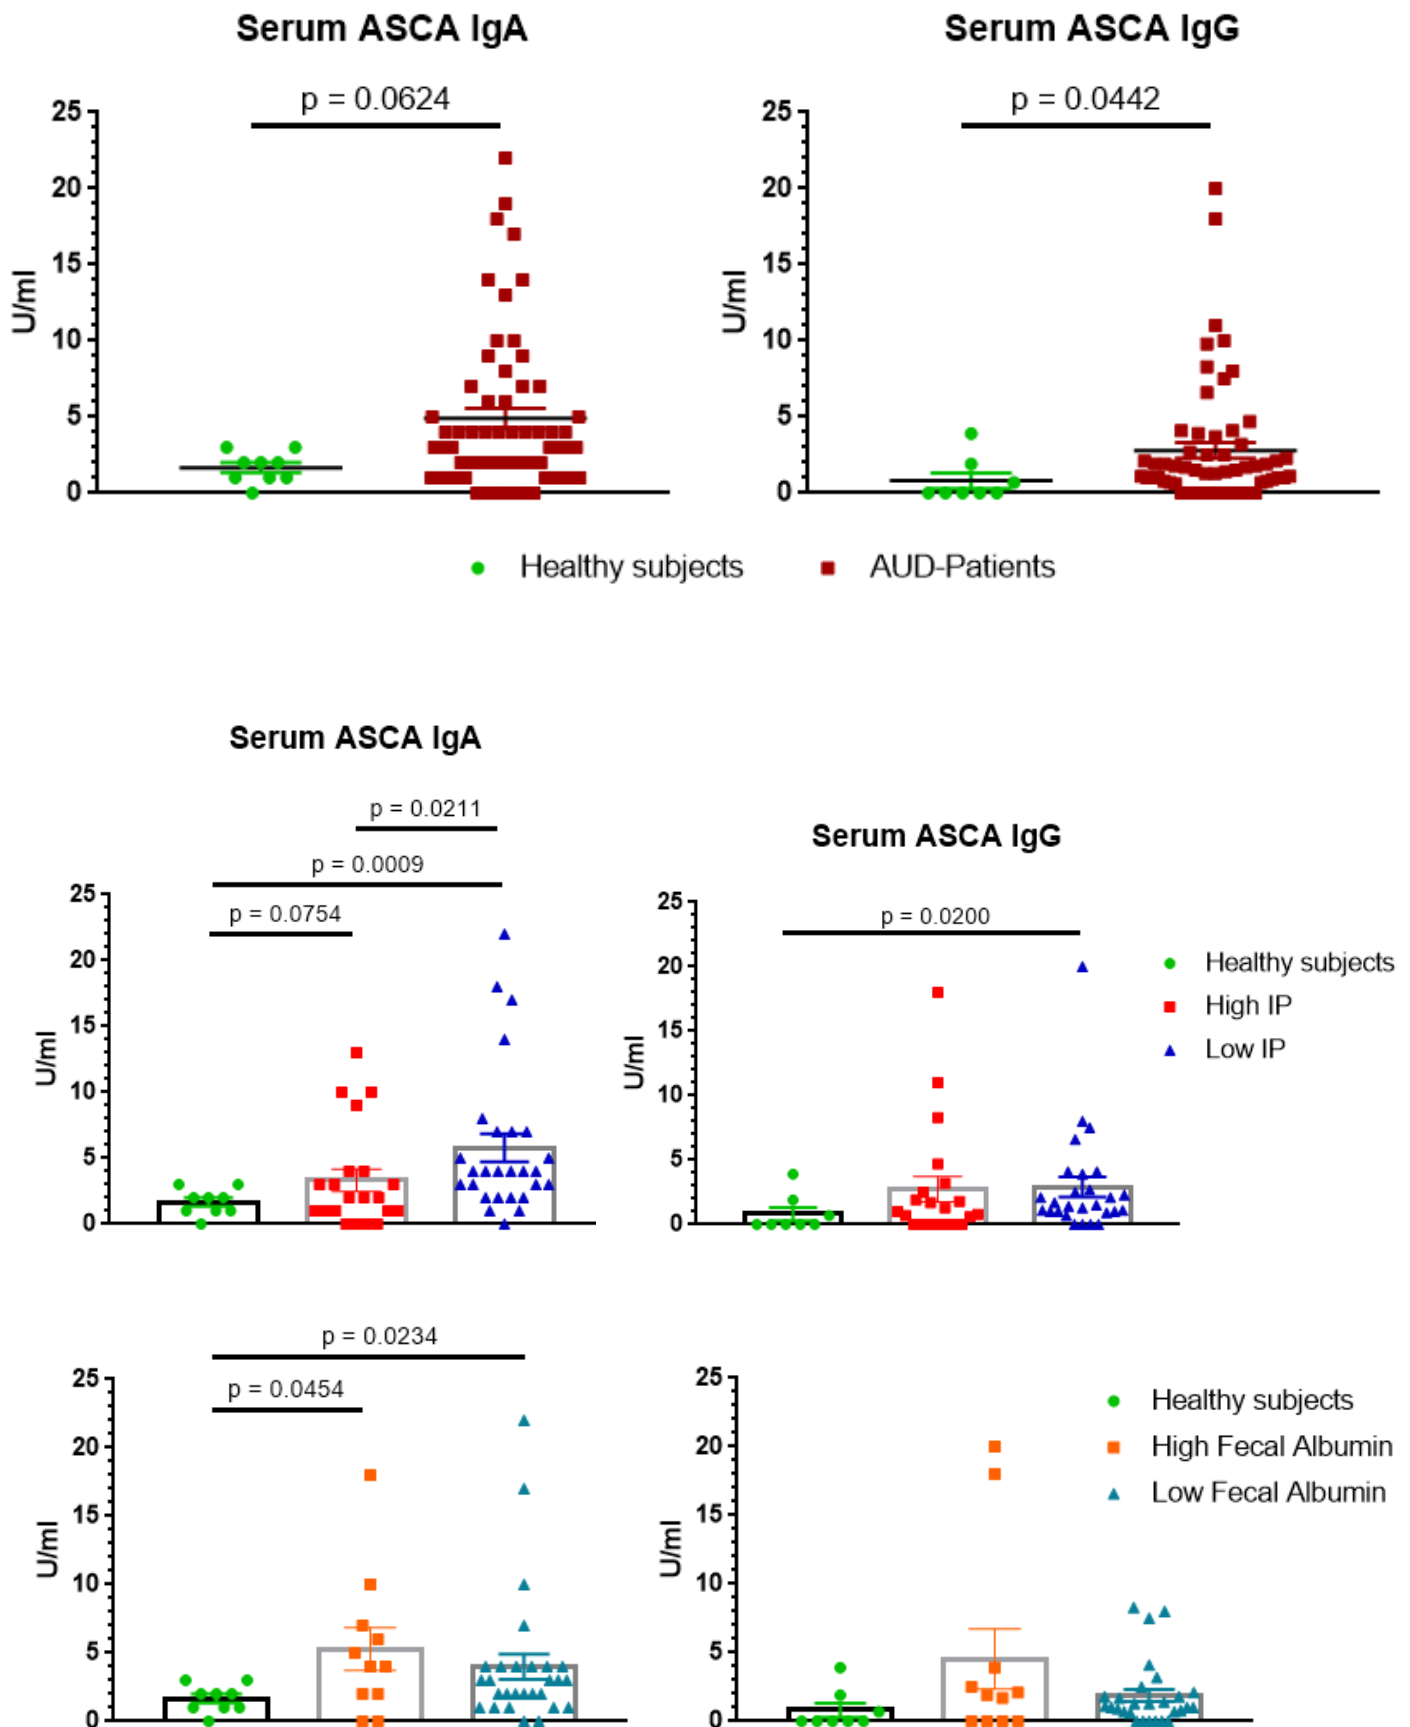 Serum ASCA IgA
p = 0.0624
25
20
15
10
5
0
U/ml
Serum ASCA IgG
p = 0.0442
25
20
15
10
5
0
U/ml
Healthy subjects
AUD-Patients
Serum ASCA IgA
p = 0.0211
p = 0.0009
p = 0.0754
25
20
15
10
5
0
U/ml
Serum ASCA IgG
p = 0.0200
25
20
15
10
5
0
U/ml
Healthy subjects
High IP
Low IP
p = 0.0234
p = 0.0454
25
20
15
10
5
0
U/ml
25
20
15
10
5
0
U/ml
Healthy subjects
High Fecal Albumin
Low Fecal Albumin